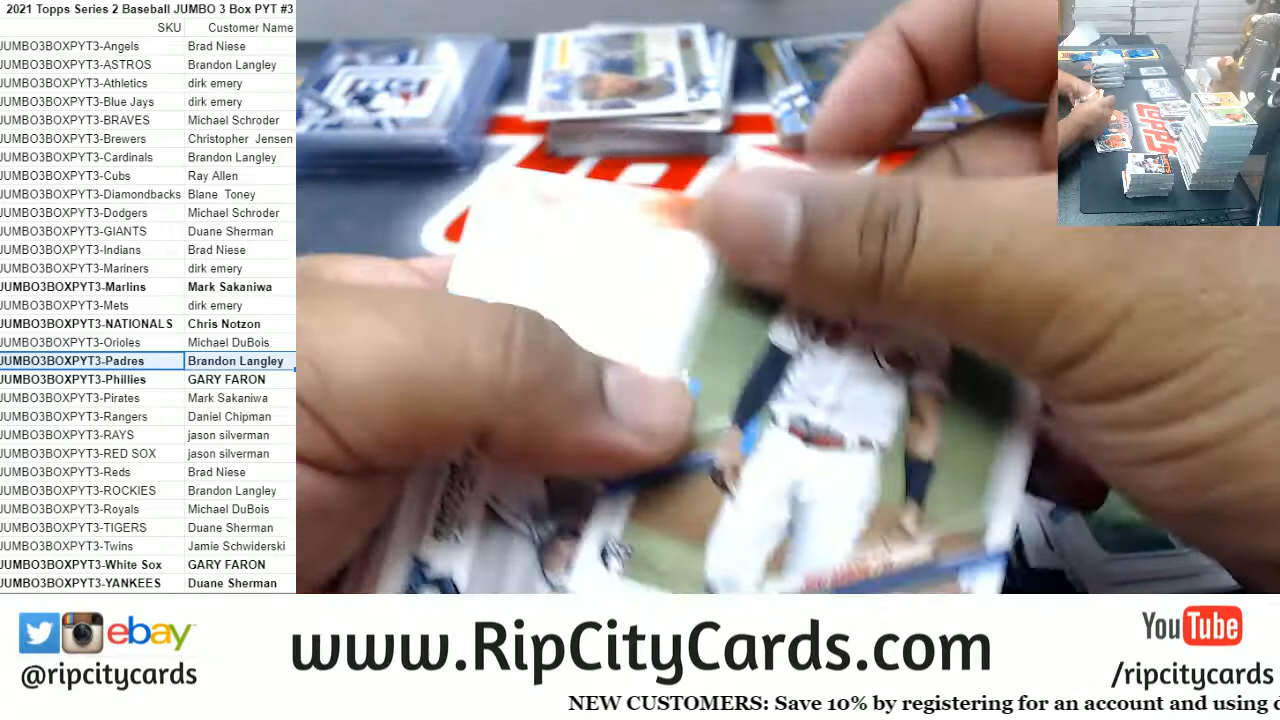 2021 Topps Series 2 Baseball JUMBO 3 Box PYT #3
SKU Customer Name
JUMBO3BOXPYT3-Angels Brad Niese
JUMBO3BOXPYT3-ASTROS Brandon Langley
JUMBO3BOXPYT3-Athletics dirk emery
JUMBO3BOXPYT3-Blue Jays dirk emery
JUMBO3BOXPYT3-BRAVES Michael Schroder
JUMBO3BOXPYT3-Brewers Christopher Jensen
JUMBO3BOXPYT3-Cardinals Brandon Langley
JUMBO3BOXPYT3-Cubs Ray Allen
JUMBO3BOXPYT3-Diamondbacks Blane Toney
JUMBO3BOXPYT3-Dodgers Michael Schroder
JUMBO3BOXPYT3-GIANTS Duane Sherman
JUMBO3BOXPYT3-Indians Brad Niese
JUMBO3BOXPYT3-Mariners dirk emery
JUMBO3BOXPYT3-Marlins Mark Sakaniwa
JUMBO3BOXPYT3-Mets dirk emery
JUMBO3BOXPYT3-NATIONALS Chris Notzon
JUMBO3BOXPYT3-Orioles Michael DuBois
JUMBO3BOXPYT3-Padres Brandon Langley
JUMBO3BOXPYT3-Phillies GARY FARON
JUMBO3BOXPYT3-Pirates Mark Sakaniwa
JUMBO3BOXPYT3-Rangers Daniel Chipman
JUMBO3BOXPYT3-RAYS jason silverman
JUMBO3BOXPYT3-RED SOX jason silverman
JUMBO3BOXPYT3-Reds Brad Niese
JUMBO3BOXPYT3-ROCKIES Brandon Langley
JUMBO3BOXPYT3-Royals Michael DuBois
JUMBO3BOXPYT3-TIGERS Duane Sherman
JUMBO3BOXPYT3-Twins Jamie Schwiderski
JUMBO3BOXPYT3-White Sox GARY FARON
JUMBO3BOXPYT3-YANKEES Duane Sherman
topps
ebay
@ripcitycards
www.RipCityCards.com
YouTube
/ripcitycards
NEW CUSTOMERS: Save 10% by registering for an account and using